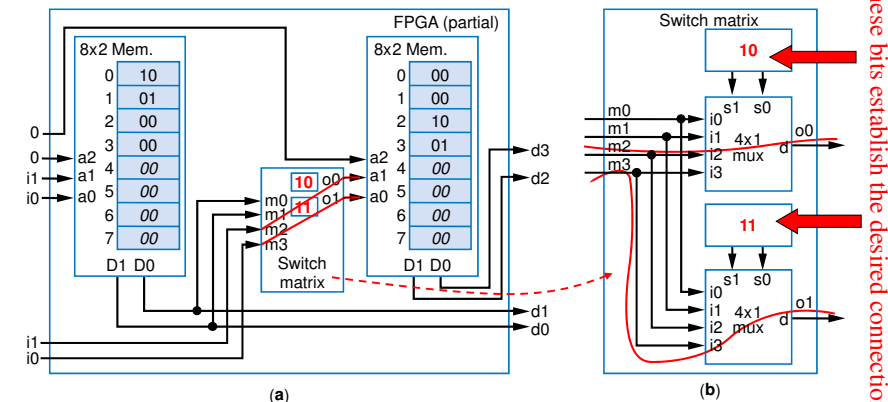 FPGA (partial)
8x2 Mem.
0 10
1 01
2 00
3 00
4 00
5 00
6 00
7 00
D1 D0
0
0
i1
i0
a2
a1
a0
i1
i0
m0
m1
m2
m3
10
11
o0
o1
Switch
matrix
8x2 Mem.
0 00
1 00
2 10
3 01
4 00
5 00
6 00
7 00
a2
a1
a0
D1 D0
d3
d2
d1
d0
(a)
Switch matrix
10
s1 s0
m0
m1
m2
m3
i0
i1
i2
i3
4x1
mux
d
o0
11
s1 s0
i0
i1
i2
i3
4x1
mux
d
o1
(b)
bits establish the desired